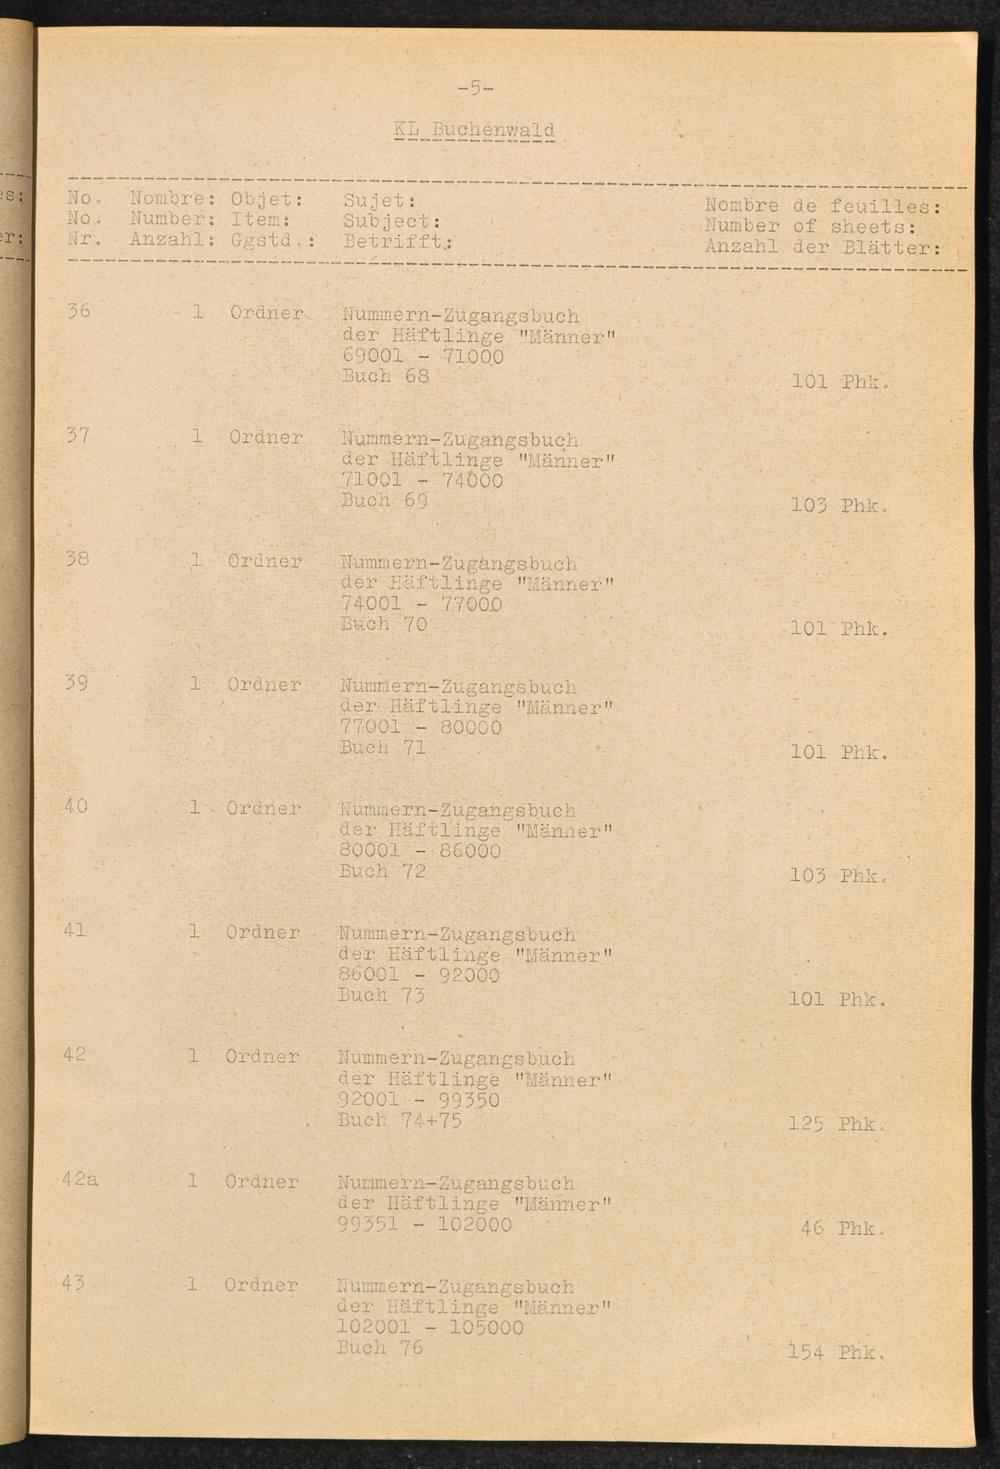 -5-
KL Buchenwald
No. Nombre: Objet: Sujet: Nombre de feuilles:
No. Number: Item: Subject: Number of sheets:
Nr. Anzahl: Ggstd.: Betrifft: Anzahl der Blätter:
36 1 Ordner Nummern-Zugangsbuch
der Häftlinge "Männer"
69001 - 71000
Buch 68 101 Phk.
37 1 Ordner Nummern-Zugangsbuch
der Häftlinge "Männer"
71001 - 74000
Buch 69 103 Phk.
38 1 Ordner Nummern-Zugangsbuch
der Häftlinge "Männer"
74001 - 77000
Buch 70 101 Phk.
39 1 Ordner Nummern-Zugangsbuch
der Häftlinge "Männer"
77001 - 80000
Buch 71 101 Phk.
40 1 Ordner Nummern-Zugangsbuch
der Häftlinge "Männer"
80001 - 86000
Buch 72 103 Phk.
41 1 Ordner Nummern-Zugangsbuch
der Häftlinge "Männer"
86001 - 92000
Buch 73 101 Phk.
42 1 Ordner Nummern-Zugangsbuch
der Häftlinge "Männer"
92001 - 99350
Buch 74+75 125 Phk.
42a 1 Ordner Nummern-Zugangsbuch
der Häftlinge "Männer"
99351 - 102000 46 Phk.
43 1 Ordner Nummern-Zugangsbuch
der Häftlinge "Männer"
102001 - 105000
Buch 76 154 Phk.